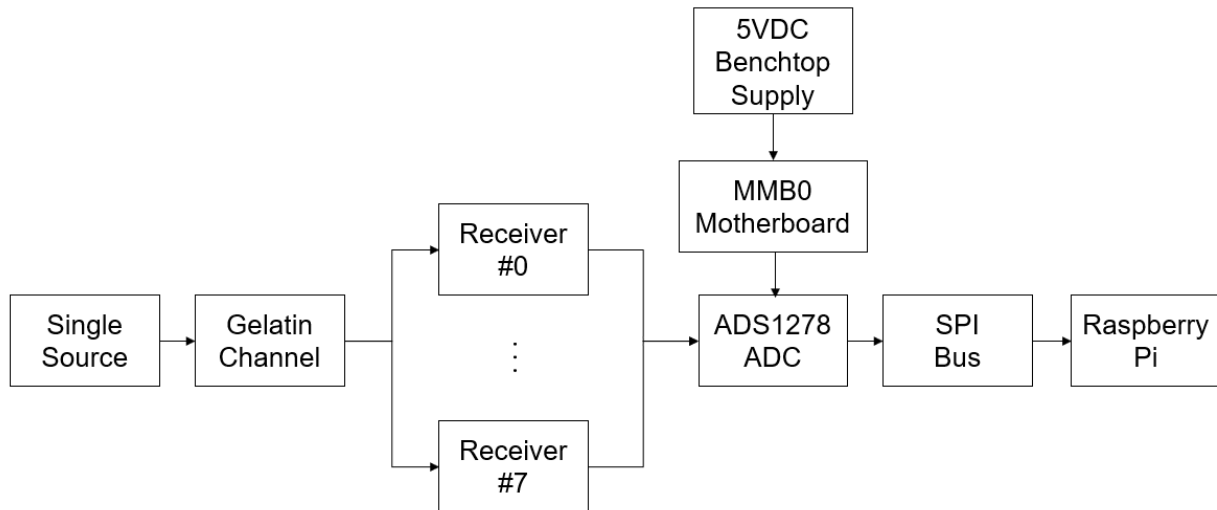 5VDC
Benchtop
Supply
MMB0
Motherboard
Receiver
#0
Single
Source
Gelatin
Channel
⋮
ADS1278
ADC
SPI
Bus
Raspberry
Pi
Receiver
#7